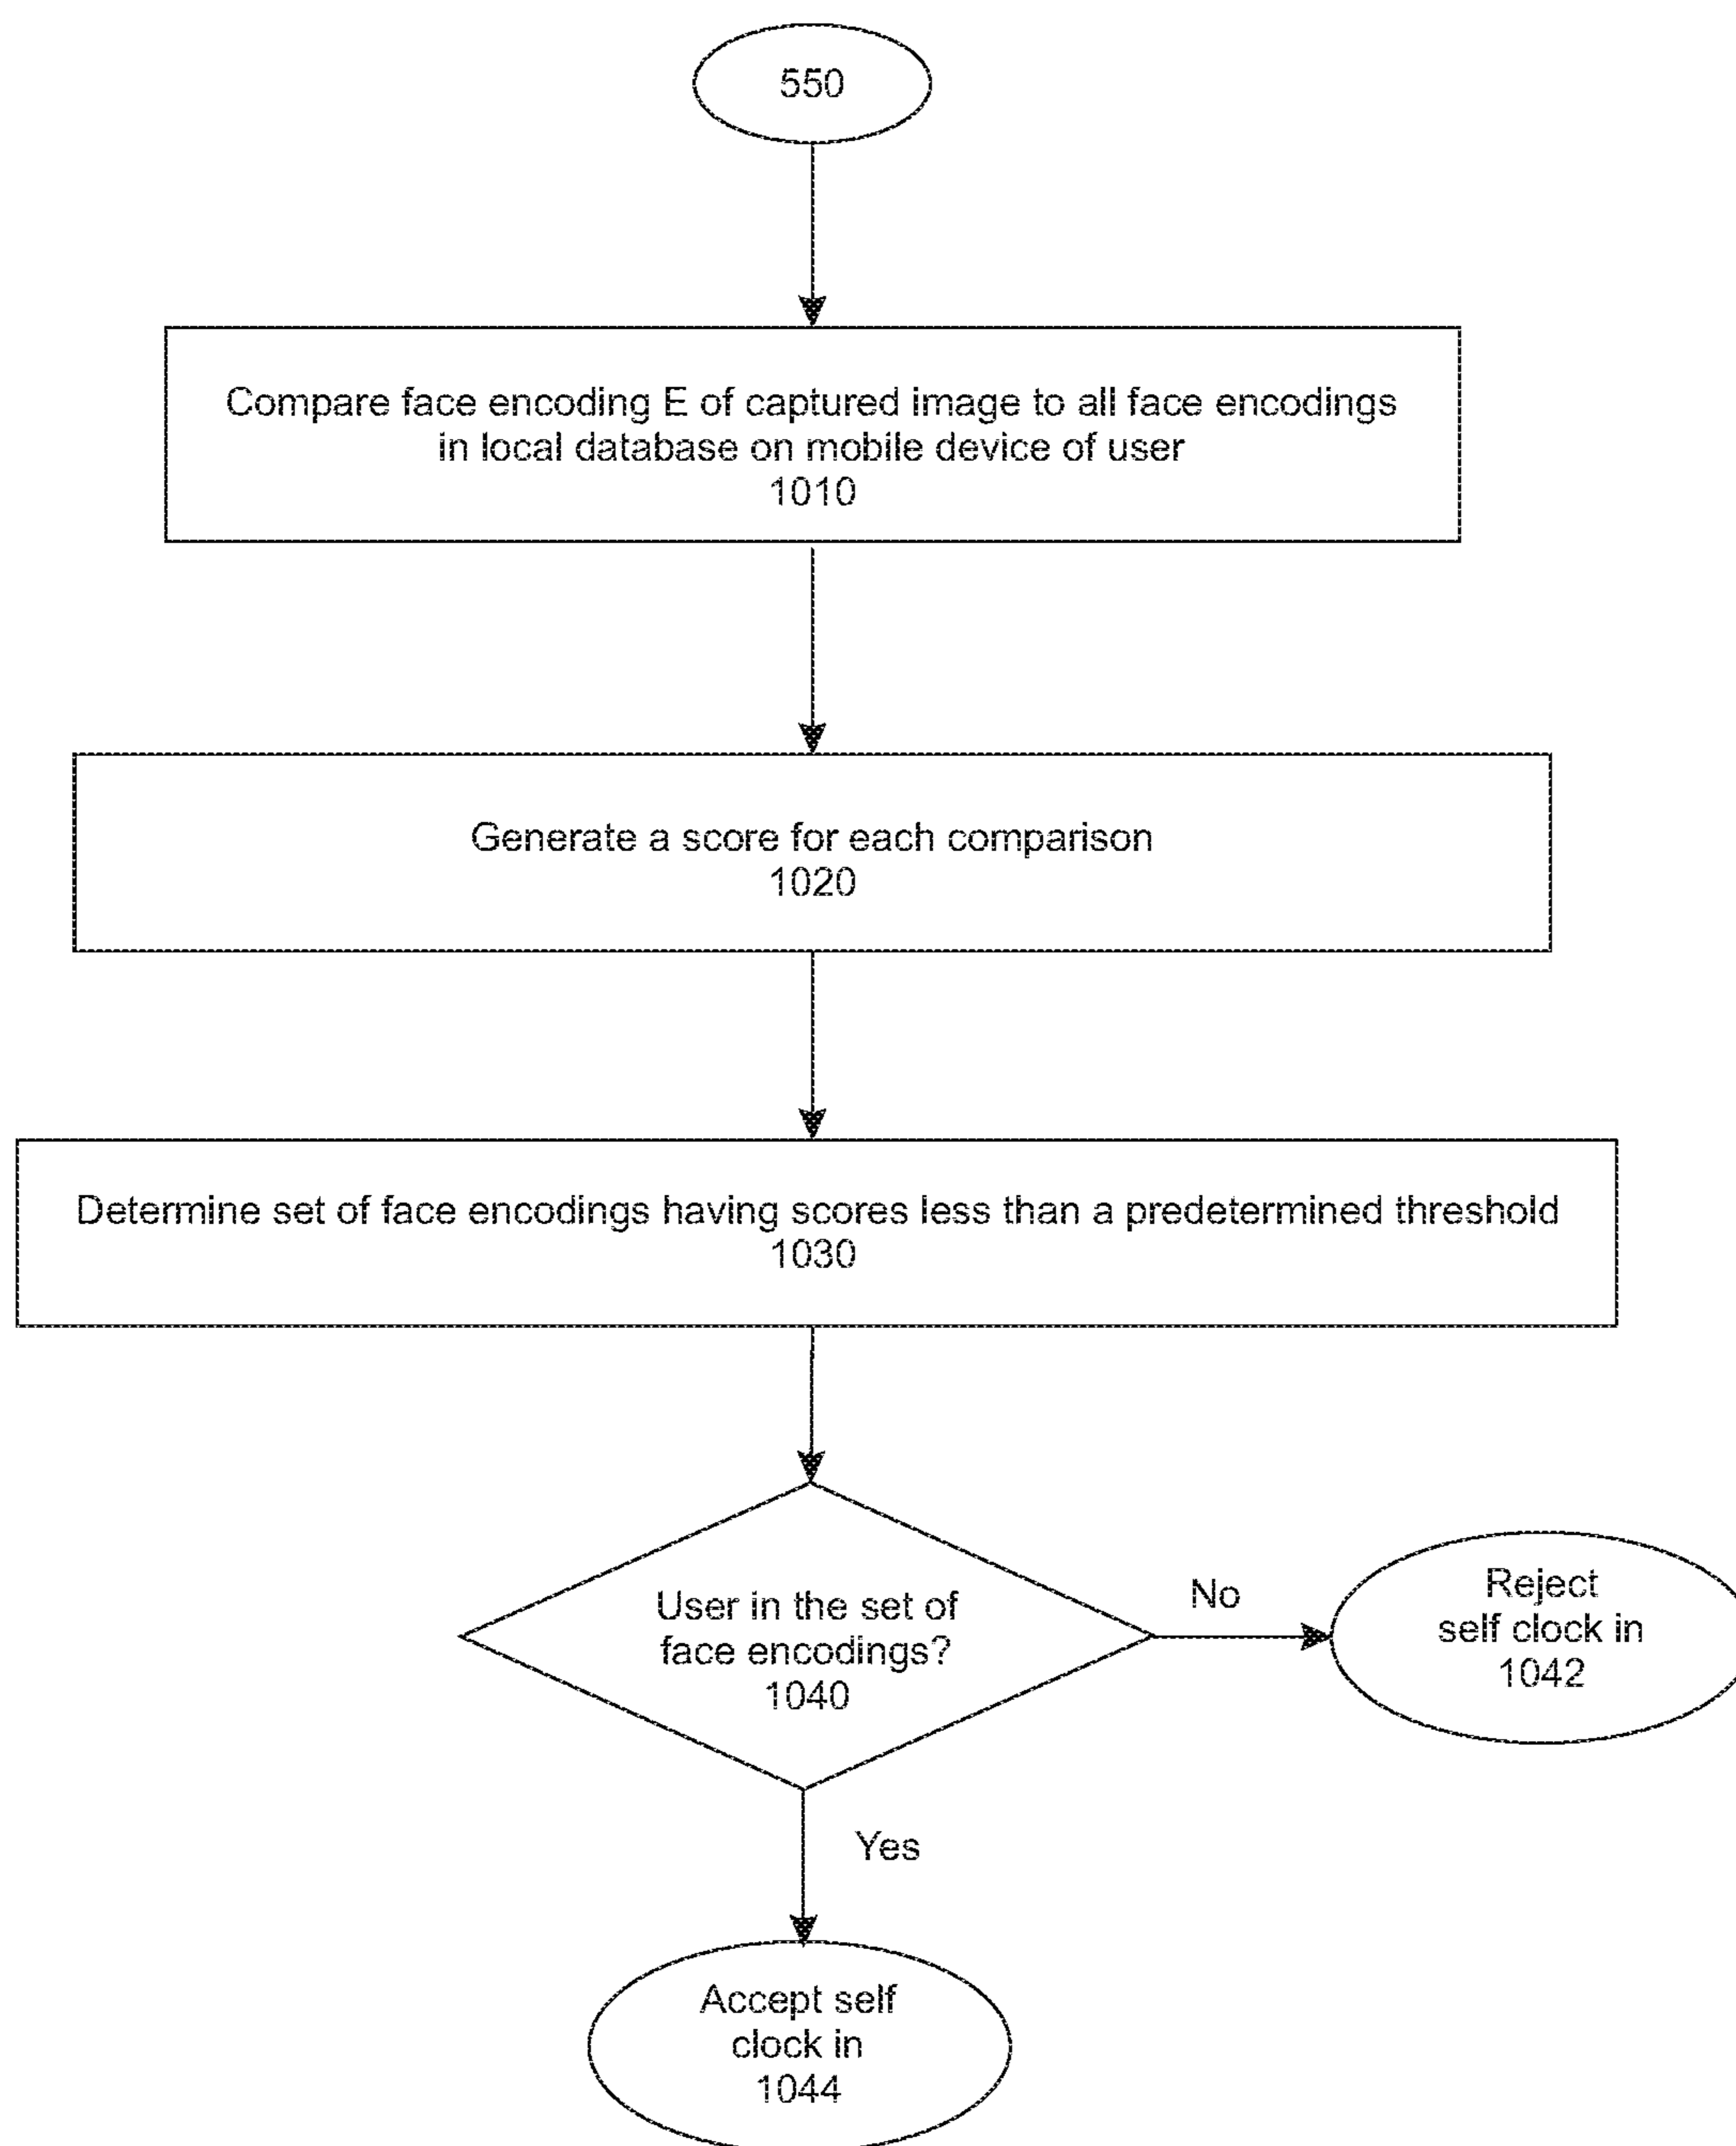 550
Compare face encoding E of captured image to all face encodings
in local database on mobile device of user
1010
Generate a score for each comparison
1020
Determine set of face encodings having scores less than a predetermined threshold
1030
User in the set of
face encodings?
1040
No
Reject
self clock in
1042
Yes
Accept self
clock in
1044